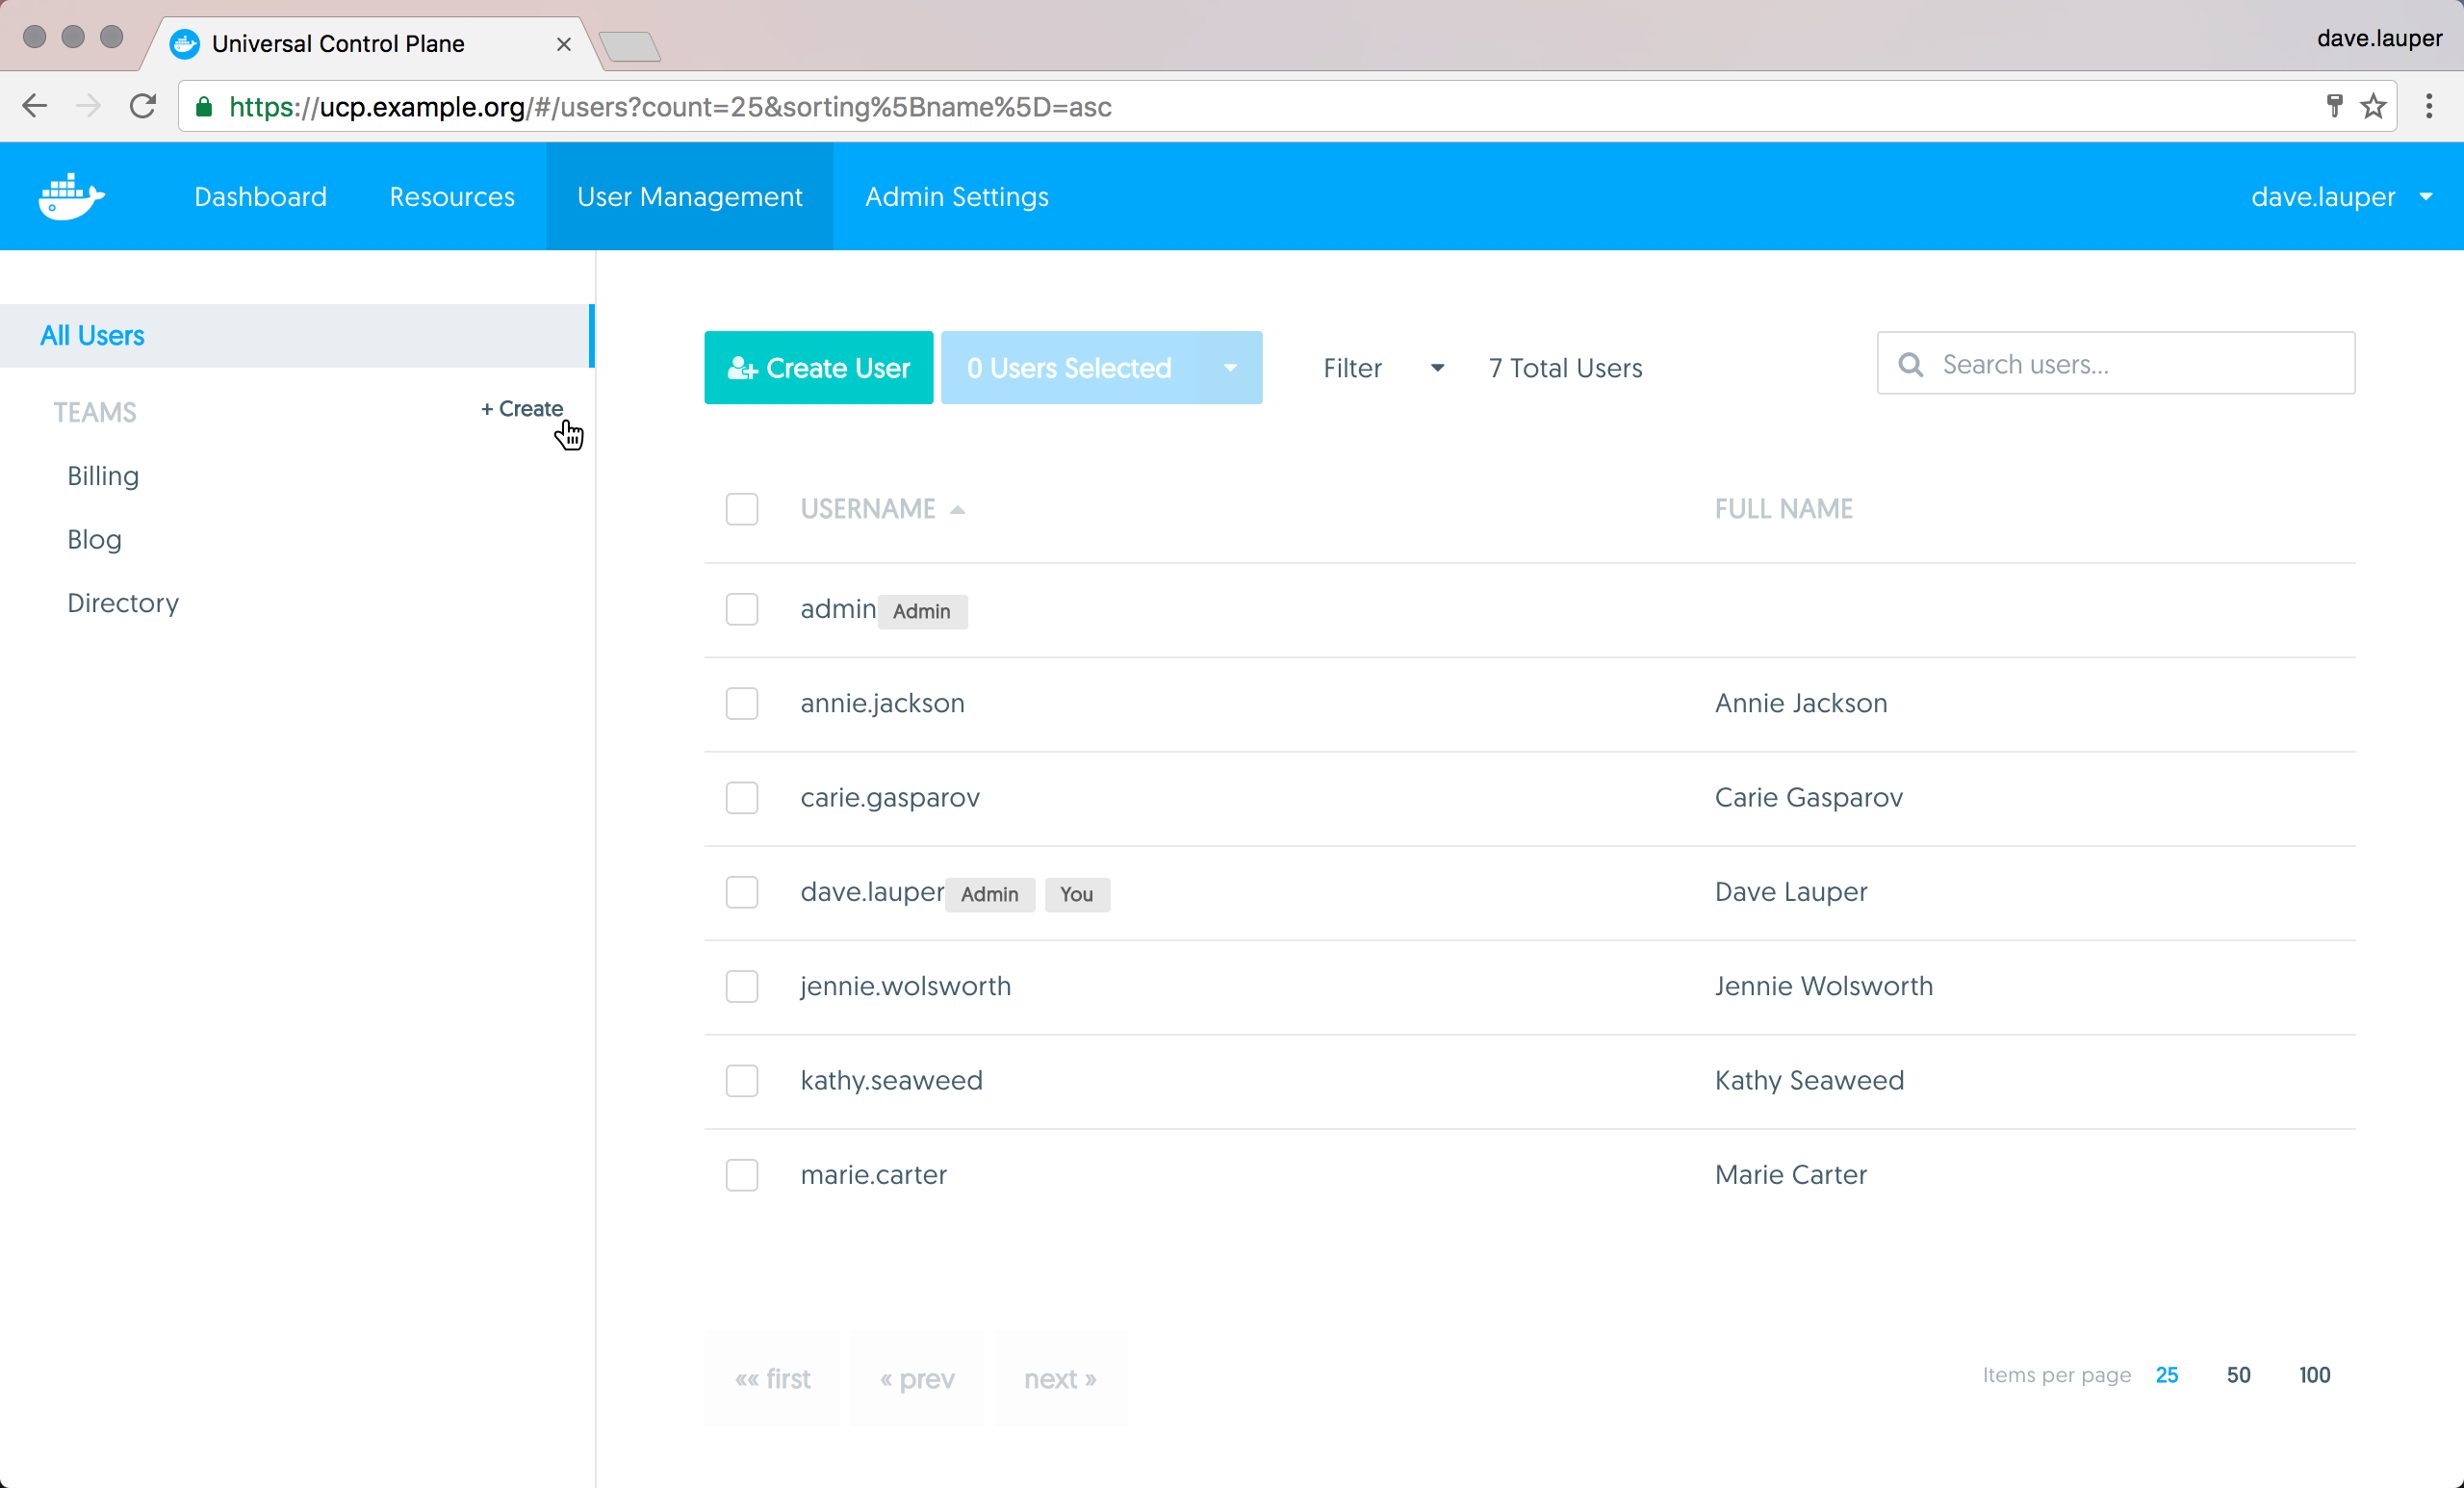 Universal Control Plane
dave.lauper
https://ucp.example.org/#/users?count=25&sorting%5Bname%5D=asc
Dashboard Resources User Management Admin Settings dave.lauper
All Users
TEAMS + Create
Billing
Blog
Directory
Create User 0 Users Selected Filter 7 Total Users Search users...
USERNAME FULL NAME
admin Admin
annie.jackson Annie Jackson
carie.gasparov Carie Gasparov
dave.lauper Admin You Dave Lauper
jennie.wolsworth Jennie Wolsworth
kathy.seaweed Kathy Seaweed
marie.carter Marie Carter
«« first « prev next » Items per page 25 50 100